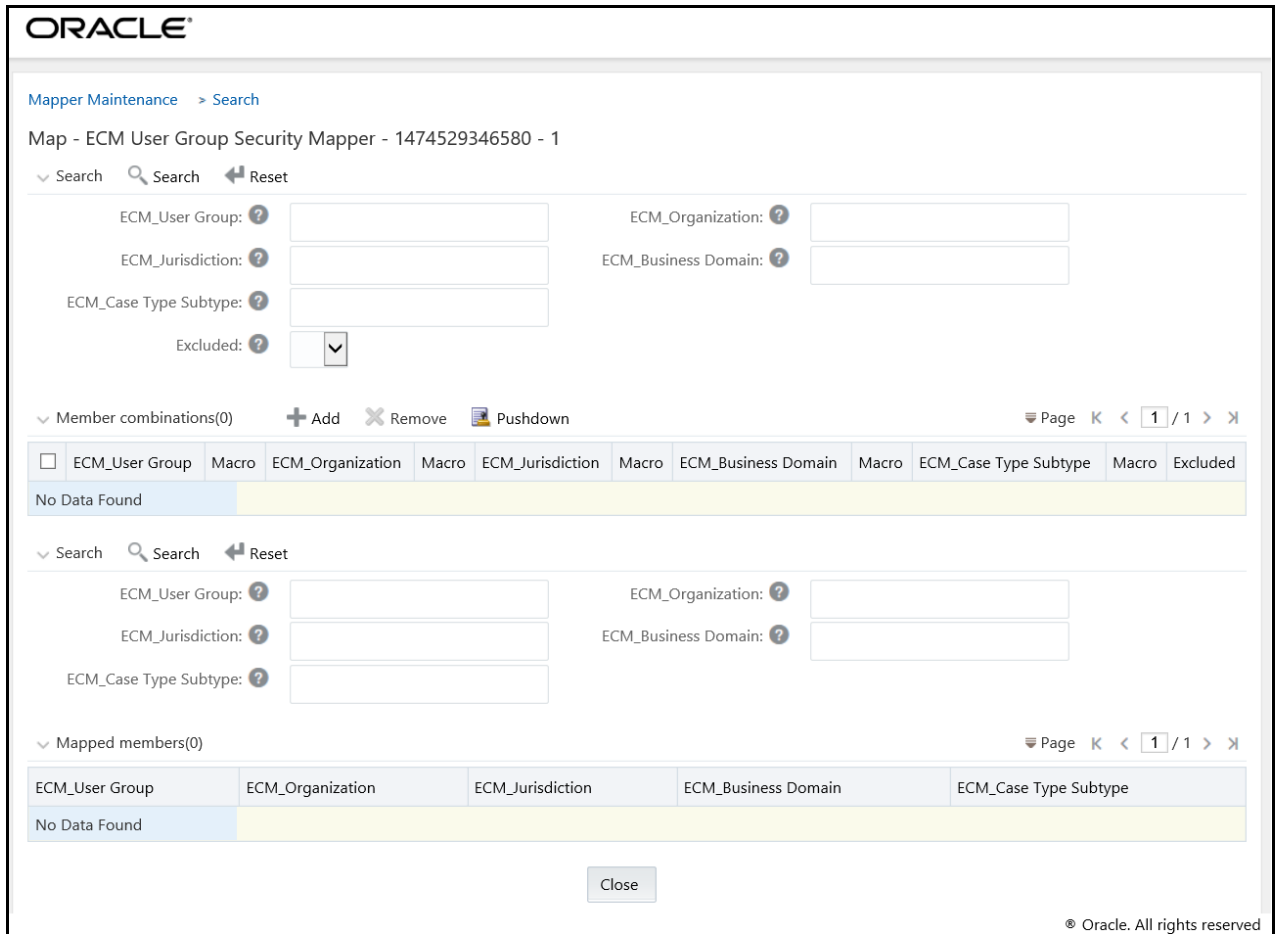 ORACLE®
Mapper Maintenance > Search
Map - ECM User Group Security Mapper - 1474529346580 - 1
Search Search Reset
ECM_User Group: ? ECM_Organization: ?
ECM_Jurisdiction: ? ECM_Business Domain: ?
ECM_Case Type Subtype: ?
Excluded: ?
Member combinations(0) Add Remove Pushdown Page 1 / 1
ECM_User Group Macro ECM_Organization Macro ECM_Jurisdiction Macro ECM_Business Domain Macro ECM_Case Type Subtype Macro Excluded
No Data Found
Search Search Reset
ECM_User Group: ? ECM_Organization: ?
ECM_Jurisdiction: ? ECM_Business Domain: ?
ECM_Case Type Subtype: ?
Mapped members(0) Page 1 / 1
ECM_User Group ECM_Organization ECM_Jurisdiction ECM_Business Domain ECM_Case Type Subtype
No Data Found
Close
® Oracle. All rights reserved